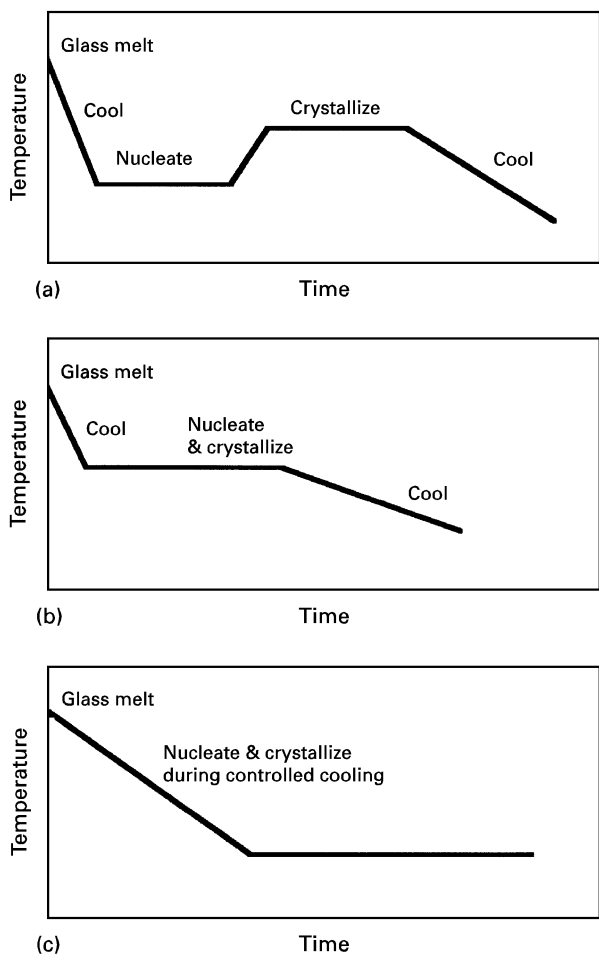 Glass melt
Cool
Crystallize
Nucleate
Cool
Temperature
(a)
Time
Glass melt
Cool
Nucleate
& crystallize
Cool
Temperature
(b)
Time
Glass melt
Nucleate & crystallize
during controlled cooling
Temperature
(c)
Time